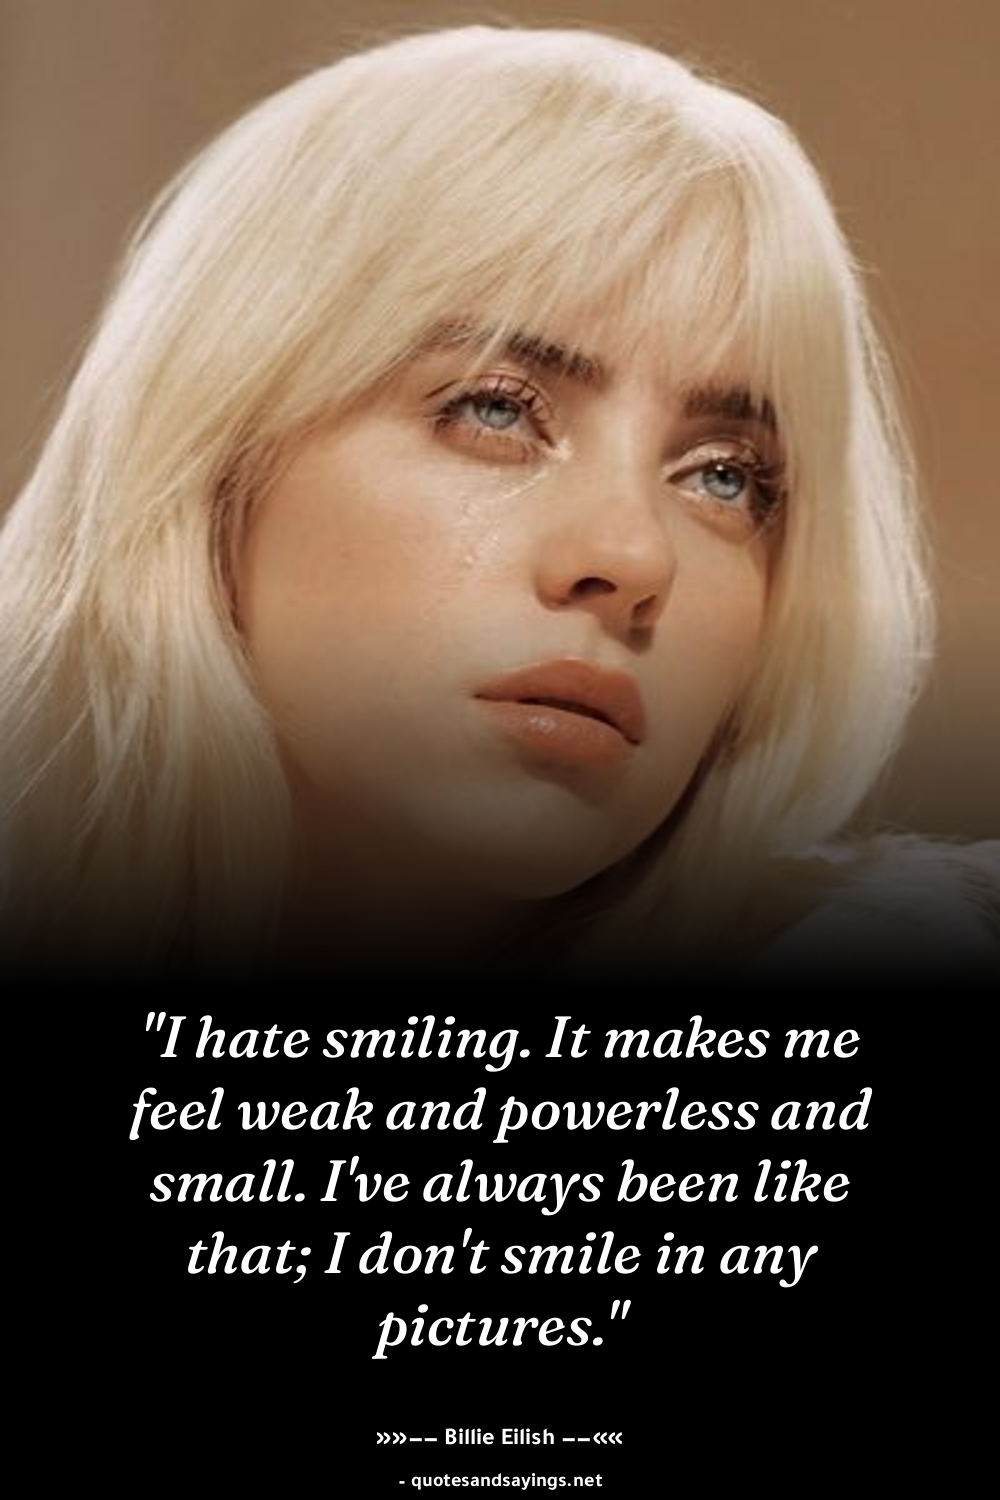 "I hate smiling. It makes me
feel weak and powerless and
small. I've always been like
that; I don't smile in any
pictures."
»»—— Billie Eilish ——««
- quotesandsayings.net